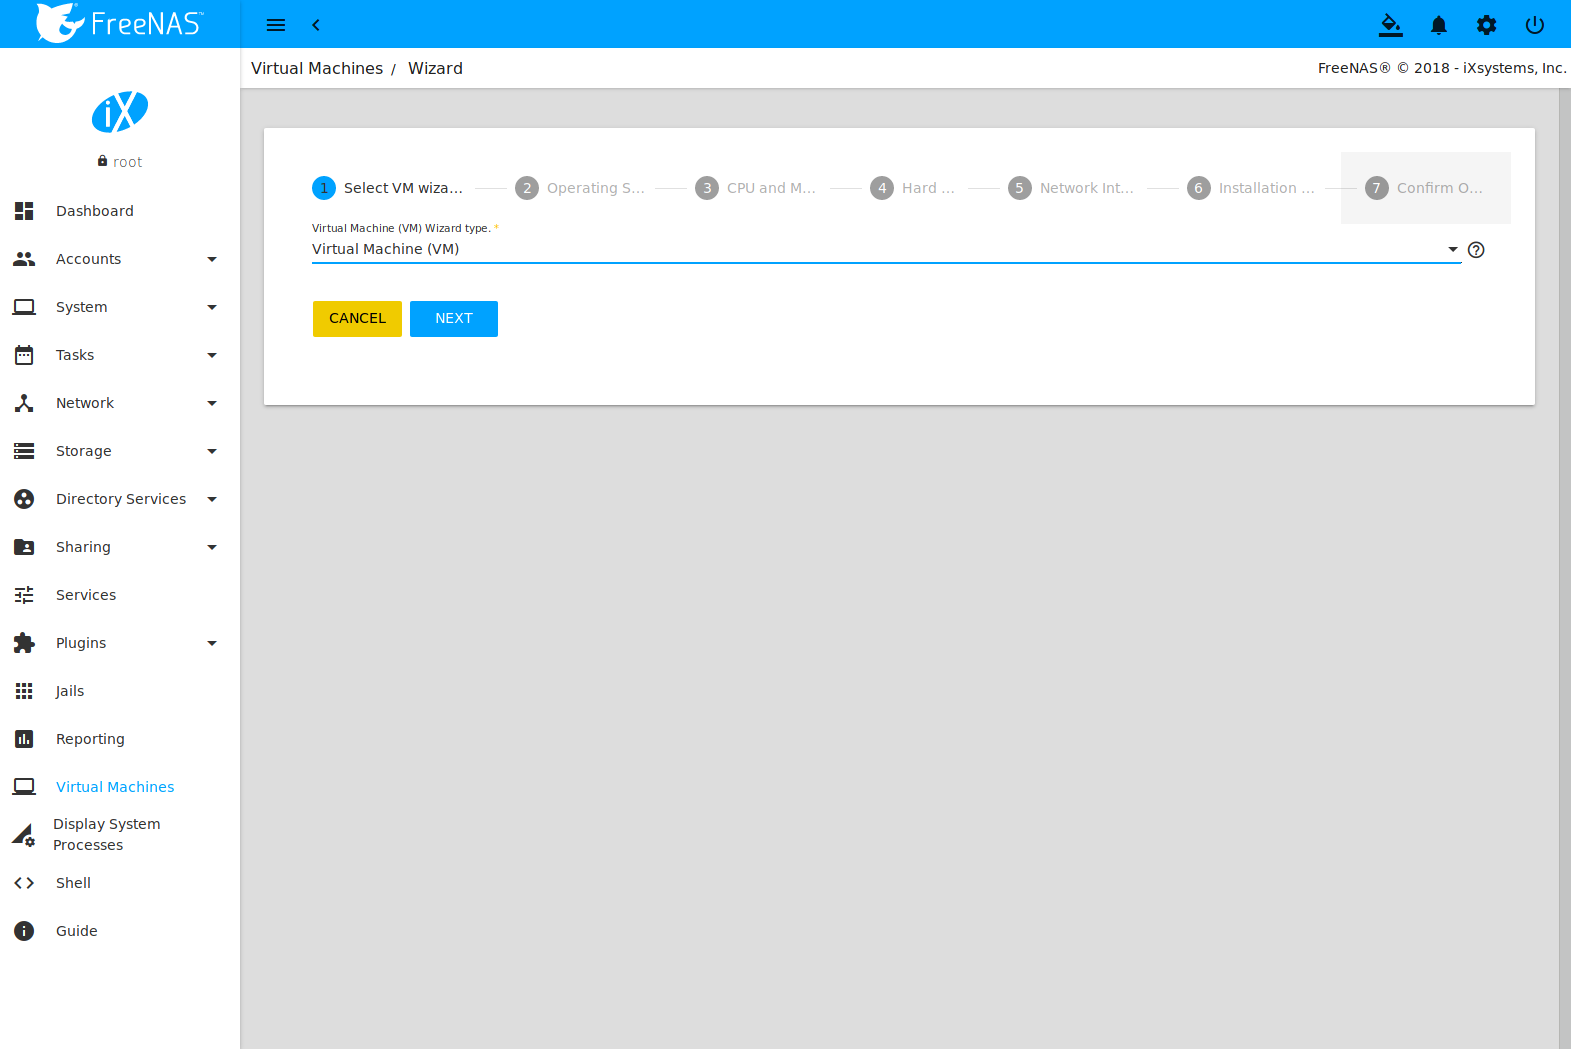 FreeNAS™
Virtual Machines / Wizard
FreeNAS® © 2018 - iXsystems, Inc.
iX
root
Dashboard
Accounts
System
Tasks
Network
Storage
Directory Services
Sharing
Services
Plugins
Jails
Reporting
Virtual Machines
Display System
Processes
Shell
Guide
1 Select VM wiza...
2 Operating S...
3 CPU and M...
4 Hard ...
5 Network Int...
6 Installation ...
7 Confirm O...
Virtual Machine (VM) Wizard type. *
Virtual Machine (VM)
CANCEL NEXT